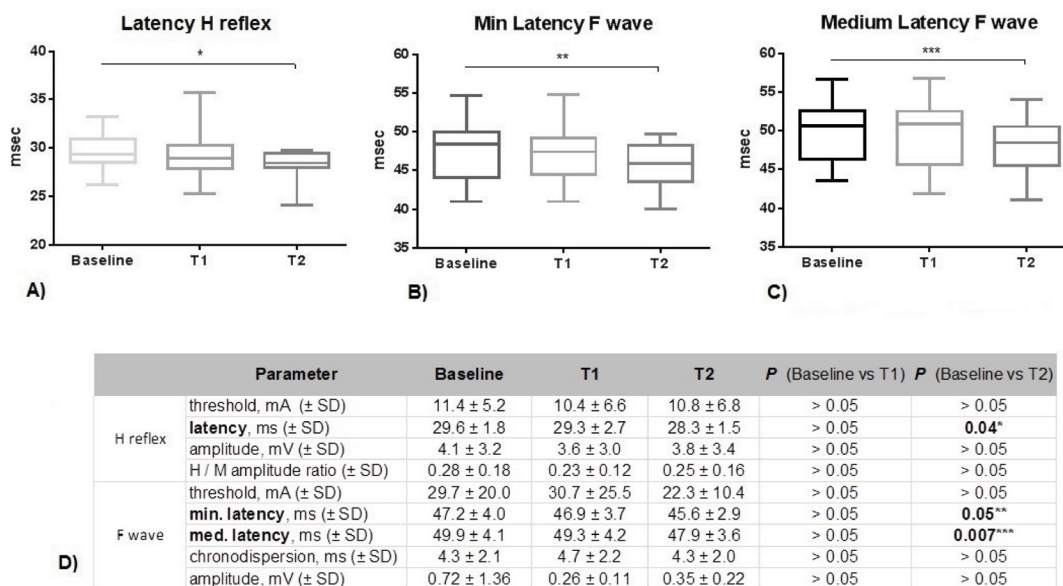 Latency H reflex
40
35
30
25
20
msec
*
Baseline T1 T2
A)
Min Latency F wave
60
55
50
45
40
35
msec
**
Baseline T1 T2
B)
Medium Latency F wave
60
55
50
45
40
35
msec
***
Baseline T1 T2
C)
Parameter Baseline T1 T2 P (Baseline vs T1) P (Baseline vs T2)
H reflex
threshold, mA (± SD) 11.4 ± 5.2 10.4 ± 6.6 10.8 ± 6.8 > 0.05 > 0.05
latency, ms (± SD) 29.6 ± 1.8 29.3 ± 2.7 28.3 ± 1.5 > 0.05 0.04*
amplitude, mV (± SD) 4.1 ± 3.2 3.6 ± 3.0 3.8 ± 3.4 > 0.05 > 0.05
H / M amplitude ratio (± SD) 0.28 ± 0.18 0.23 ± 0.12 0.25 ± 0.16 > 0.05 > 0.05
F wave
threshold, mA (± SD) 29.7 ± 20.0 30.7 ± 25.5 22.3 ± 10.4 > 0.05 > 0.05
min. latency, ms (± SD) 47.2 ± 4.0 46.9 ± 3.7 45.6 ± 2.9 > 0.05 0.05**
med. latency, ms (± SD) 49.9 ± 4.1 49.3 ± 4.2 47.9 ± 3.6 > 0.05 0.007***
chronodispersion, ms (± SD) 4.3 ± 2.1 4.7 ± 2.2 4.3 ± 2.0 > 0.05 > 0.05
amplitude, mV (± SD) 0.72 ± 1.36 0.26 ± 0.11 0.35 ± 0.22 > 0.05 > 0.05
D)